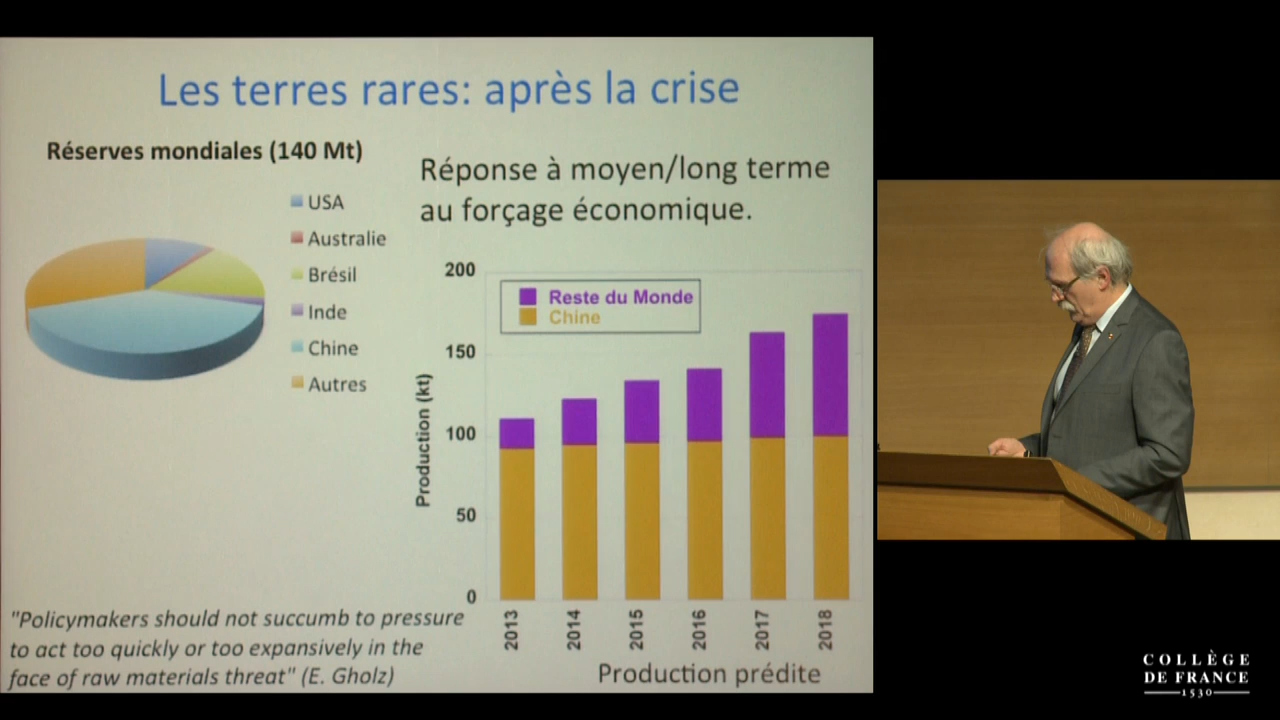 Les terres rares: après la crise
Réserves mondiales (140 Mt)
USA
Australie
Brésil
Inde
Chine
Autres
Réponse à moyen/long terme
au forçage économique.
200
150
100
50
0
Production (kt)
Reste du Monde
Chine
2013
2014
2015
2016
2017
2018
Production prédite
"Policymakers should not succumb to pressure
to act too quickly or too expansively in the
face of raw materials threat" (E. Gholz)
COLLÈGE
DE FRANCE
1530